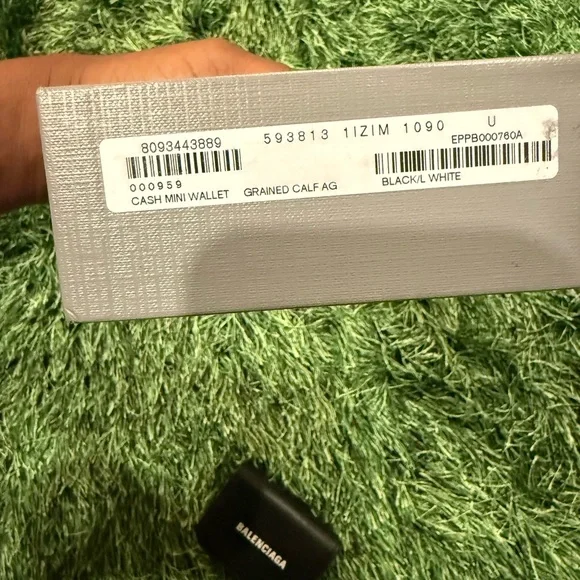 8093443889 593813 1IZIM 1090 U
EPPB000760A
000959
CASH MINI WALLET GRAINED CALF AG BLACK/L WHITE
BALENCIAGA